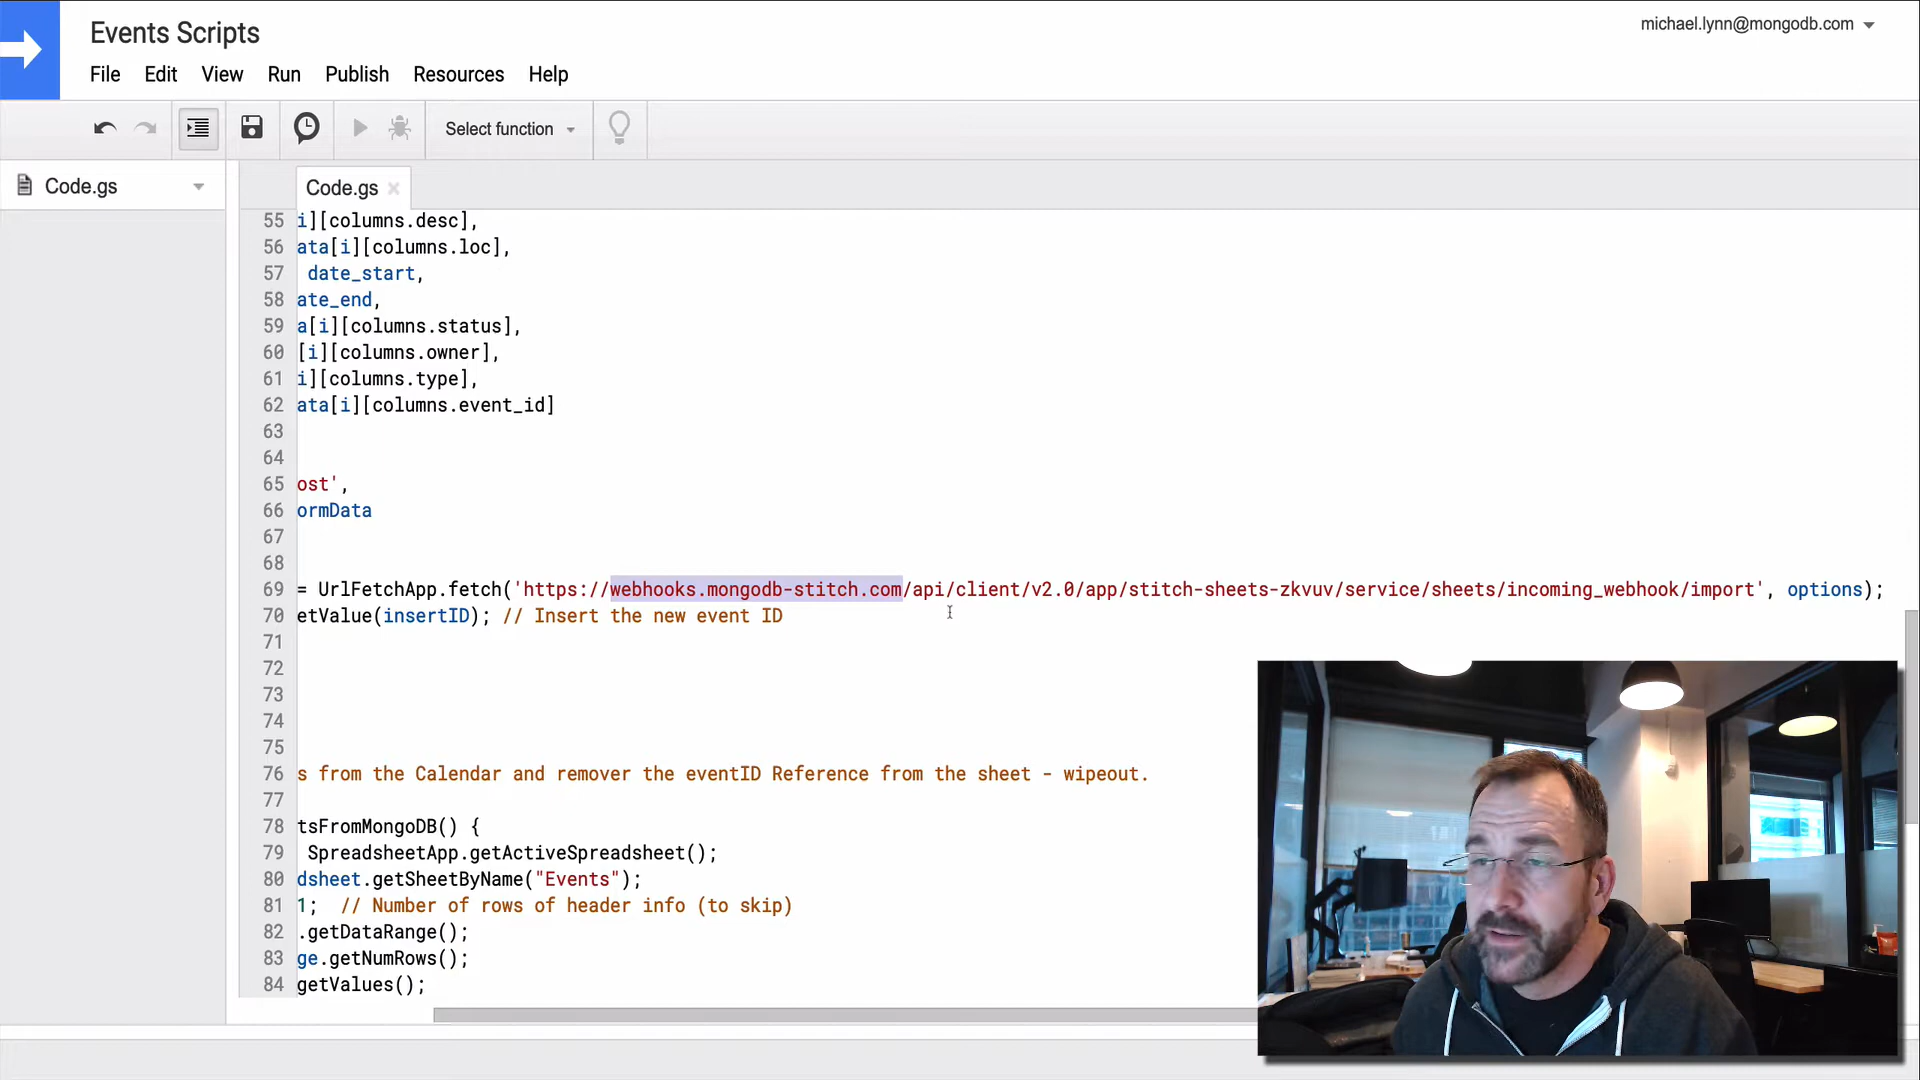 Events Scripts
michael.lynn@mongodb.com
File Edit View Run Publish Resources Help
Select function
Code.gs
Code.gs
55 i][columns.desc],
56 ata[i][columns.loc],
57 date_start,
58 ate_end,
59 a[i][columns.status],
60 [i][columns.owner],
61 i][columns.type],
62 ata[i][columns.event_id]
63
64
65 ost',
66 ormData
67
68
69 = UrlFetchApp.fetch('https://webhooks.mongodb-stitch.com/api/client/v2.0/app/stitch-sheets-zkvuv/service/sheets/incoming_webhook/import', options);
70 etValue(insertID); // Insert the new event ID
71
72
73
74
75
76 s from the Calendar and remover the eventID Reference from the sheet - wipeout.
77
78 tsFromMongoDB() {
79 SpreadsheetApp.getActiveSpreadsheet();
80 dsheet.getSheetByName("Events");
81 1; // Number of rows of header info (to skip)
82 .getDataRange();
83 ge.getNumRows();
84 getValues();